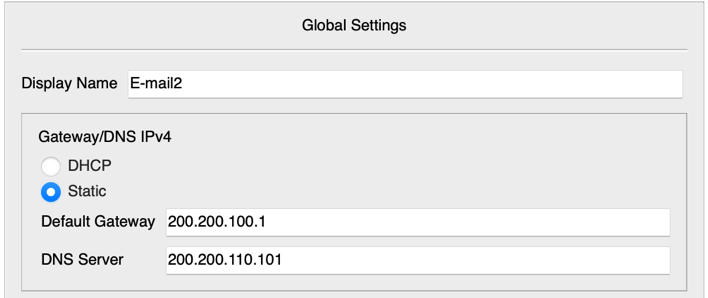 Global Settings
Display Name E-mail2
Gateway/DNS IPv4
DHCP
Static
Default Gateway 200.200.100.1
DNS Server 200.200.110.101